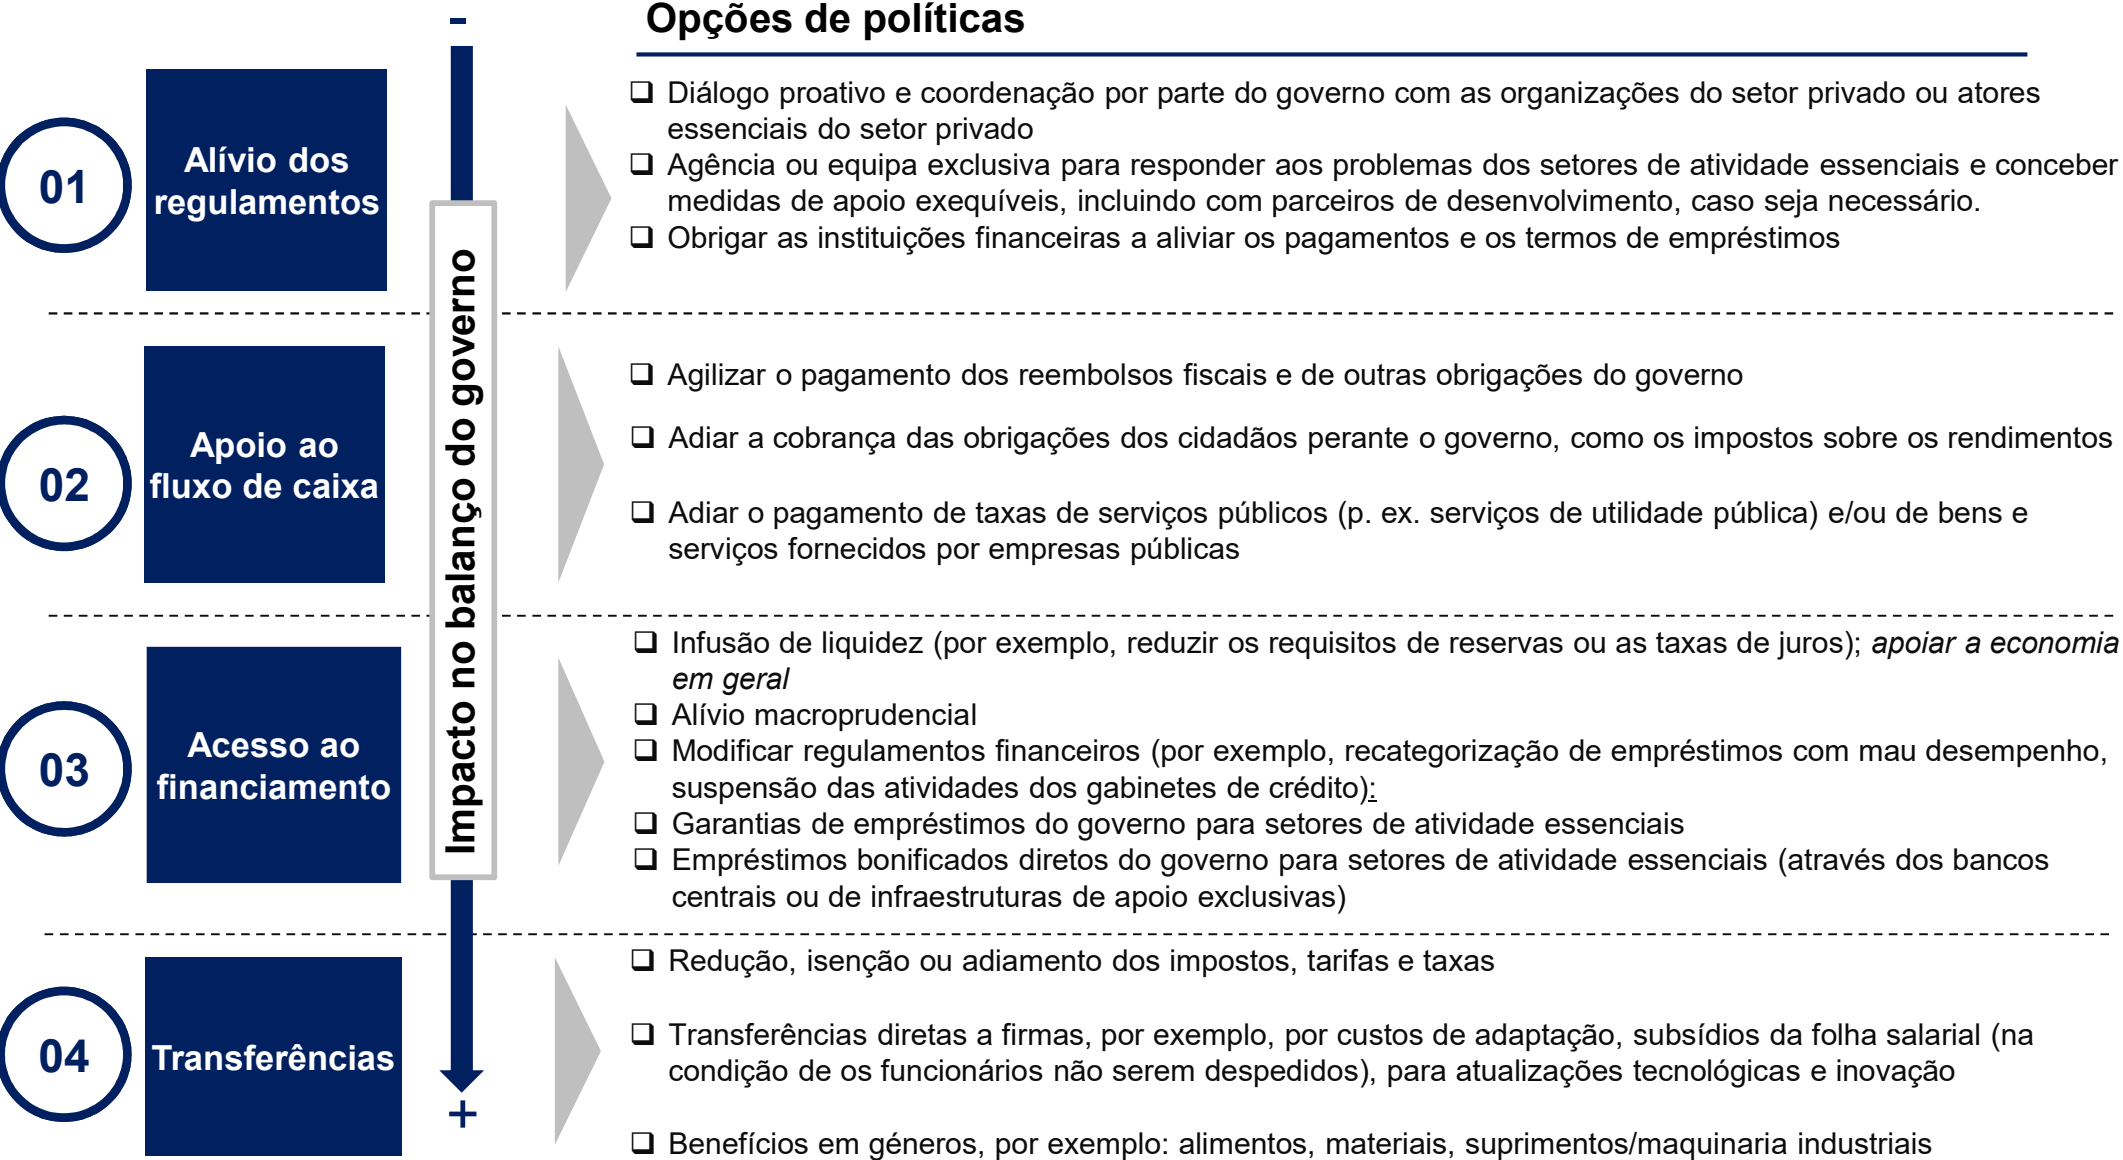 -
Opções de políticas
01
Alívio dos
regulamentos
❑ Diálogo proativo e coordenação por parte do governo com as organizações do setor privado ou atores
essenciais do setor privado
❑ Agência ou equipa exclusiva para responder aos problemas dos setores de atividade essenciais e conceber
medidas de apoio exequíveis, incluindo com parceiros de desenvolvimento, caso seja necessário.
❑ Obrigar as instituições financeiras a aliviar os pagamentos e os termos de empréstimos
Impacto no balanço do governo
02
Apoio ao
fluxo de caixa
❑ Agilizar o pagamento dos reembolsos fiscais e de outras obrigações do governo
❑ Adiar a cobrança das obrigações dos cidadãos perante o governo, como os impostos sobre os rendimentos
❑ Adiar o pagamento de taxas de serviços públicos (p. ex. serviços de utilidade pública) e/ou de bens e
serviços fornecidos por empresas públicas
03
Acesso ao
financiamento
❑ Infusão de liquidez (por exemplo, reduzir os requisitos de reservas ou as taxas de juros); apoiar a economia
em geral
❑ Alívio macroprudencial
❑ Modificar regulamentos financeiros (por exemplo, recategorização de empréstimos com mau desempenho,
suspensão das atividades dos gabinetes de crédito):
❑ Garantias de empréstimos do governo para setores de atividade essenciais
❑ Empréstimos bonificados diretos do governo para setores de atividade essenciais (através dos bancos
centrais ou de infraestruturas de apoio exclusivas)
04
Transferências
❑ Redução, isenção ou adiamento dos impostos, tarifas e taxas
❑ Transferências diretas a firmas, por exemplo, por custos de adaptação, subsídios da folha salarial (na
condição de os funcionários não serem despedidos), para atualizações tecnológicas e inovação
❑ Benefícios em géneros, por exemplo: alimentos, materiais, suprimentos/maquinaria industriais
+